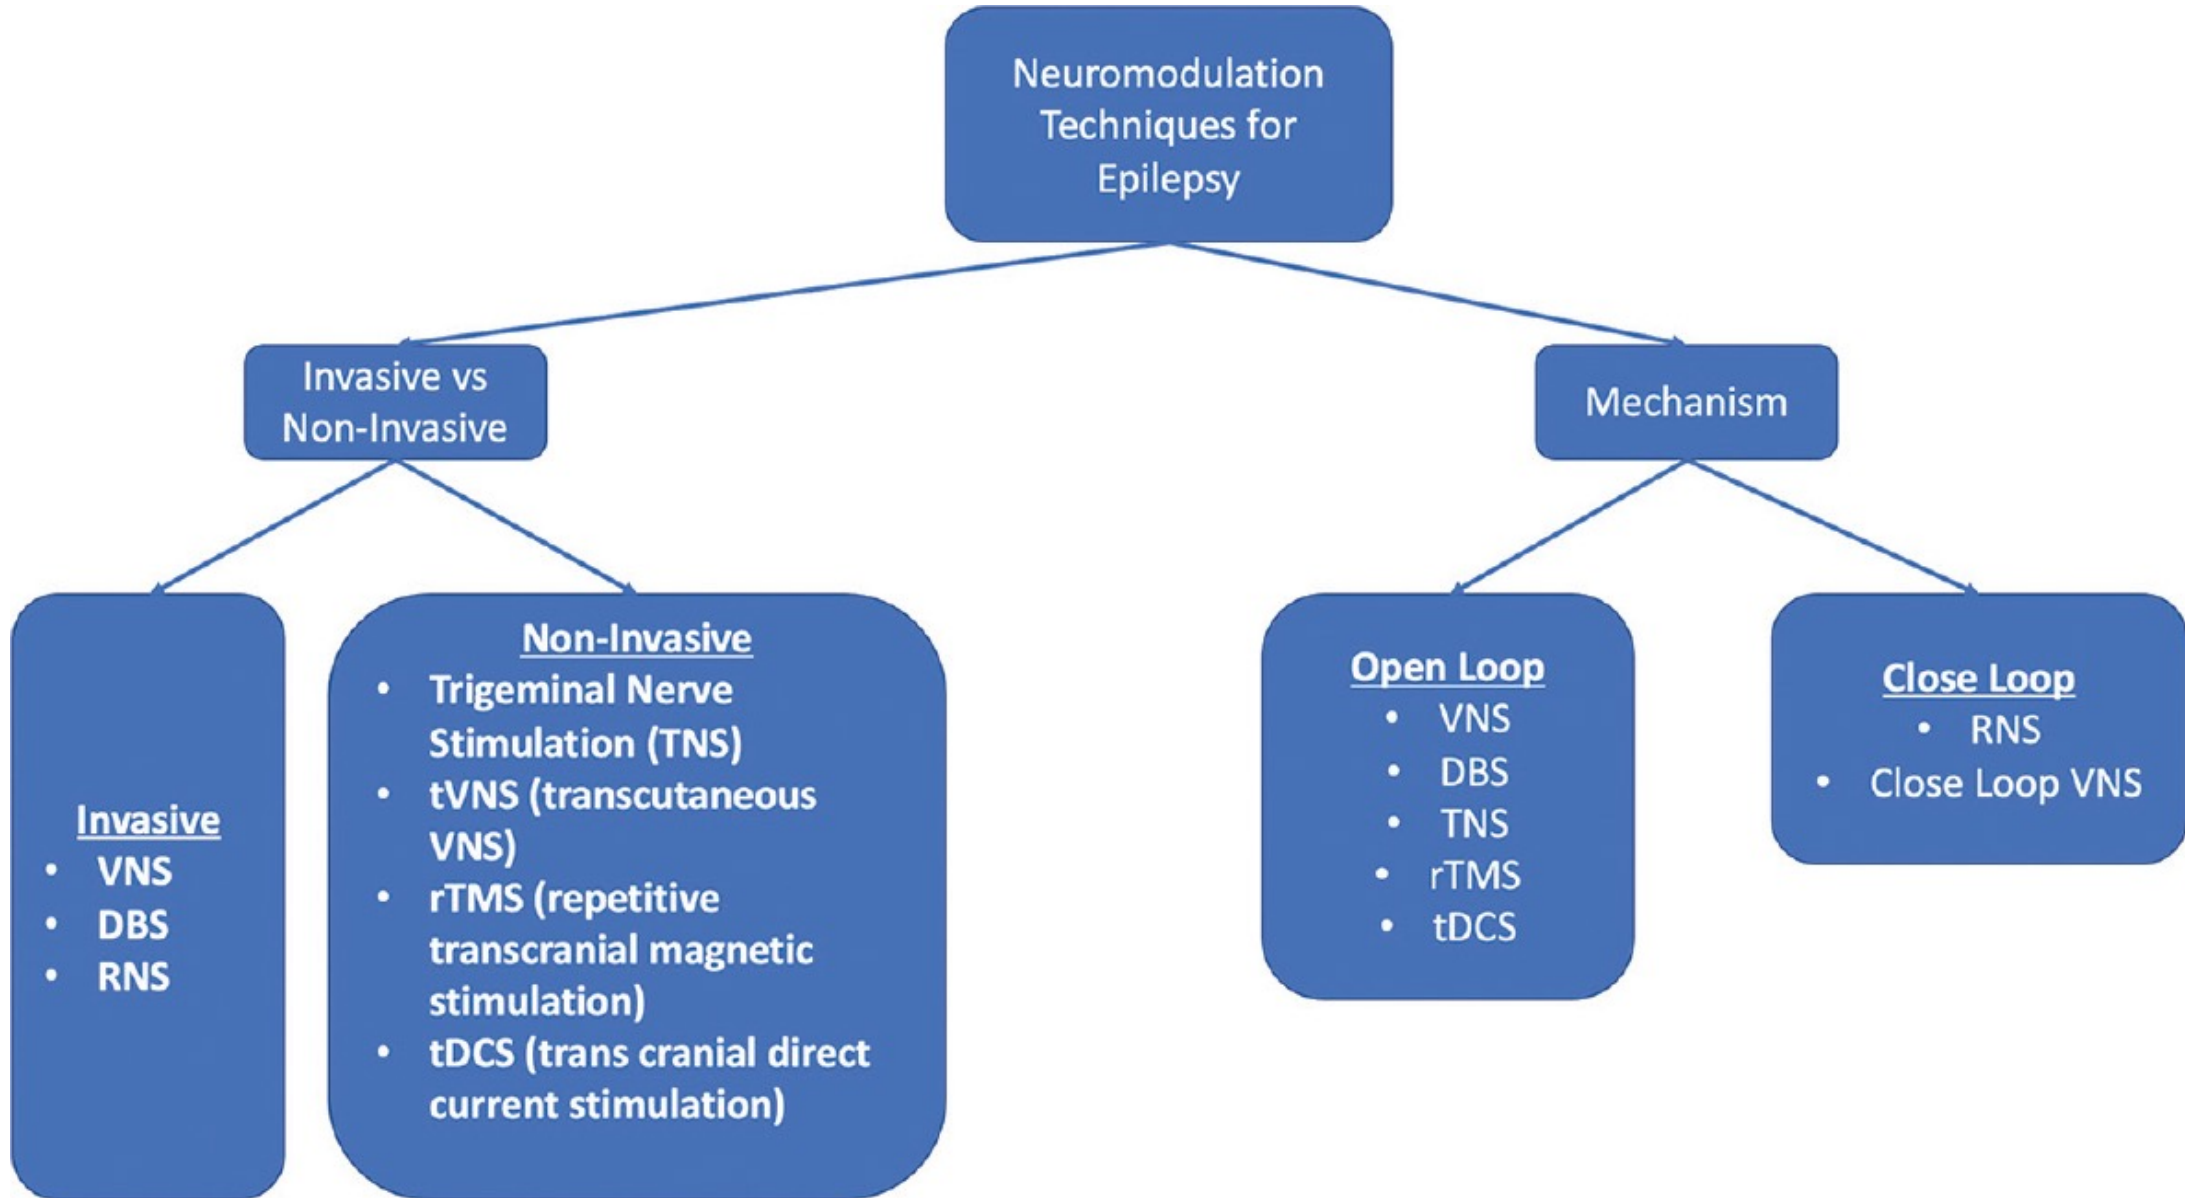 Neuromodulation
Techniques for
Epilepsy
Invasive vs
Non-Invasive
Mechanism
Invasive
• VNS
• DBS
• RNS
Non-Invasive
• Trigeminal Nerve
Stimulation (TNS)
• tVNS (transcutaneous
VNS)
• rTMS (repetitive
transcranial magnetic
stimulation)
• tDCS (trans cranial direct
current stimulation)
Open Loop
• VNS
• DBS
• TNS
• rTMS
• tDCS
Close Loop
• RNS
• Close Loop VNS